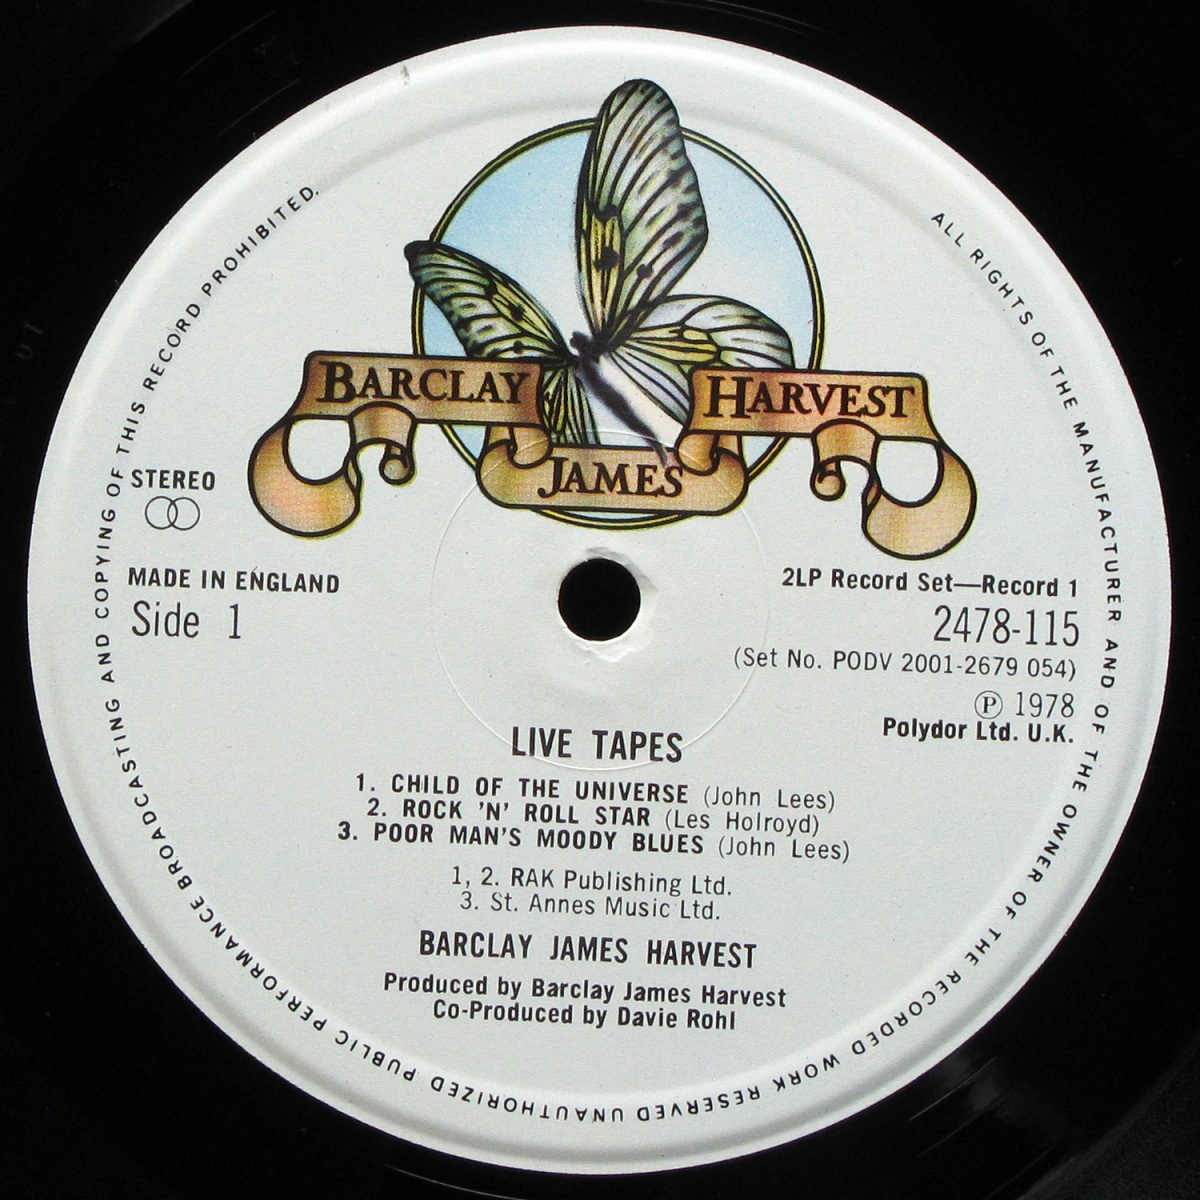 BARCLAY
JAMES
HARVEST
STEREO
MADE IN ENGLAND
Side 1
2LP Record Set—Record 1
2478-115
(Set No. PODV 2001-2679 054)
Ⓟ 1978
Polydor Ltd. U.K.
LIVE TAPES
1. CHILD OF THE UNIVERSE (John Lees)
2. ROCK 'N' ROLL STAR (Les Holroyd)
3. POOR MAN'S MOODY BLUES (John Lees)
1, 2. RAK Publishing Ltd.
3. St. Annes Music Ltd.
BARCLAY JAMES HARVEST
Produced by Barclay James Harvest
Co-Produced by Davie Rohl
ALL RIGHTS OF THE MANUFACTURER AND OF THE OWNER OF THE RECORDED WORK RESERVED UNAUTHORIZED PUBLIC PERFORMANCE BROADCASTING AND COPYING OF THIS RECORD PROHIBITED.